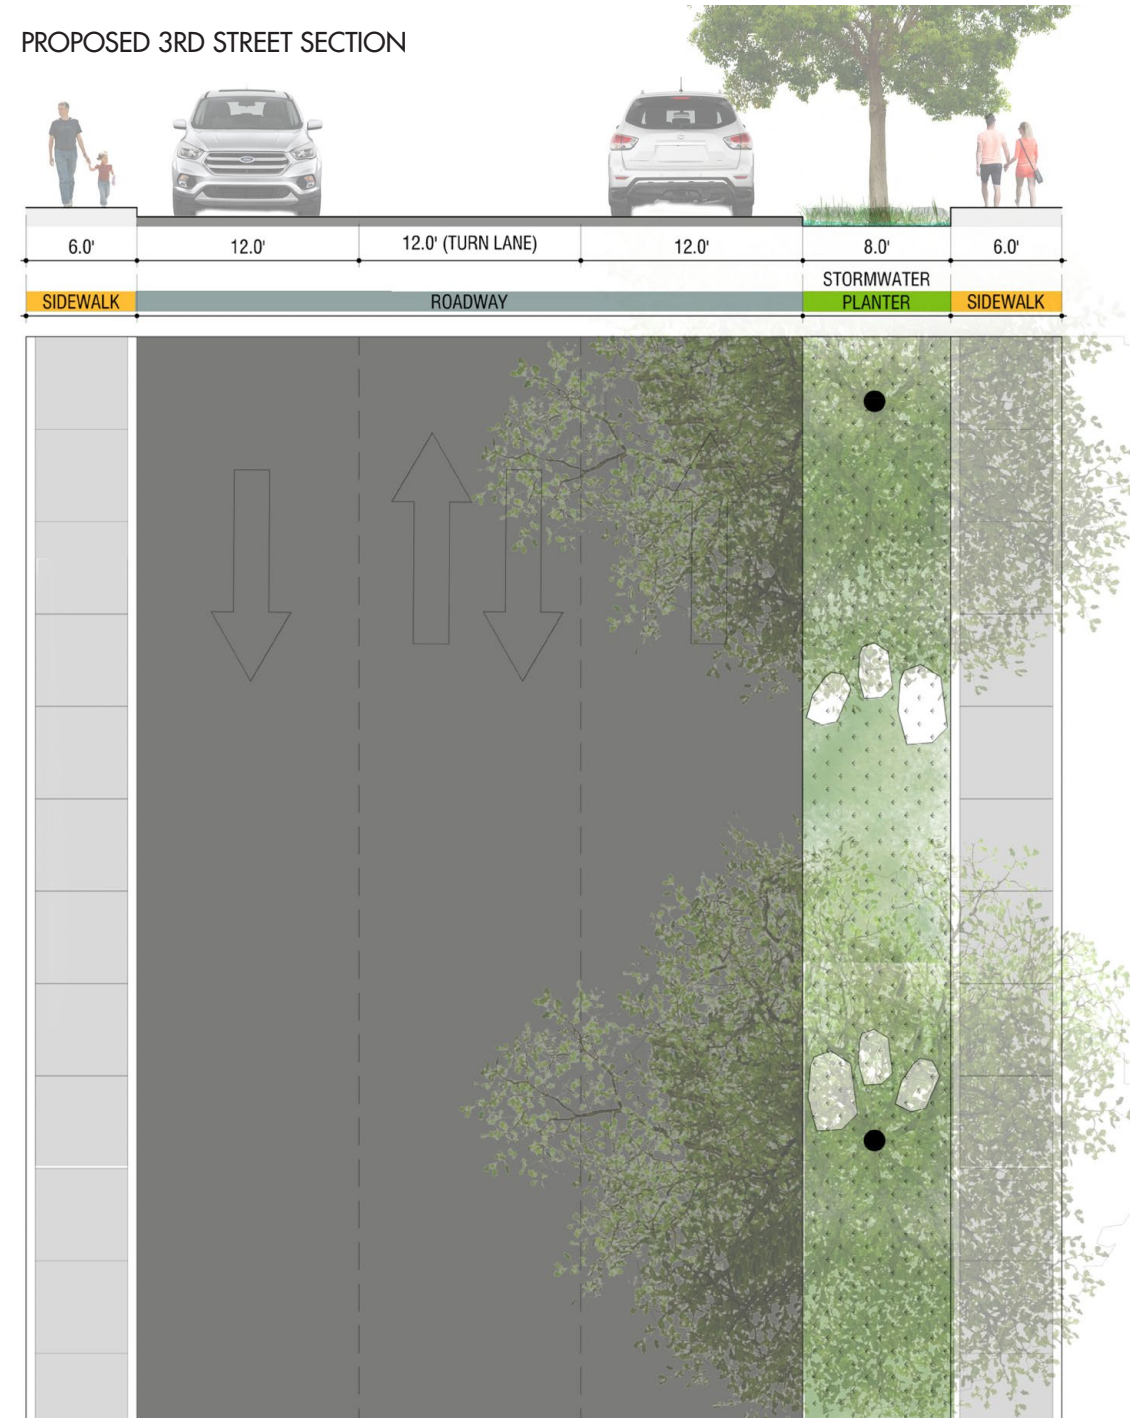 PROPOSED 3RD STREET SECTION
6.0' 12.0' 12.0' (TURN LANE) 12.0' 8.0' 6.0'
STORMWATER
SIDEWALK ROADWAY PLANTER SIDEWALK